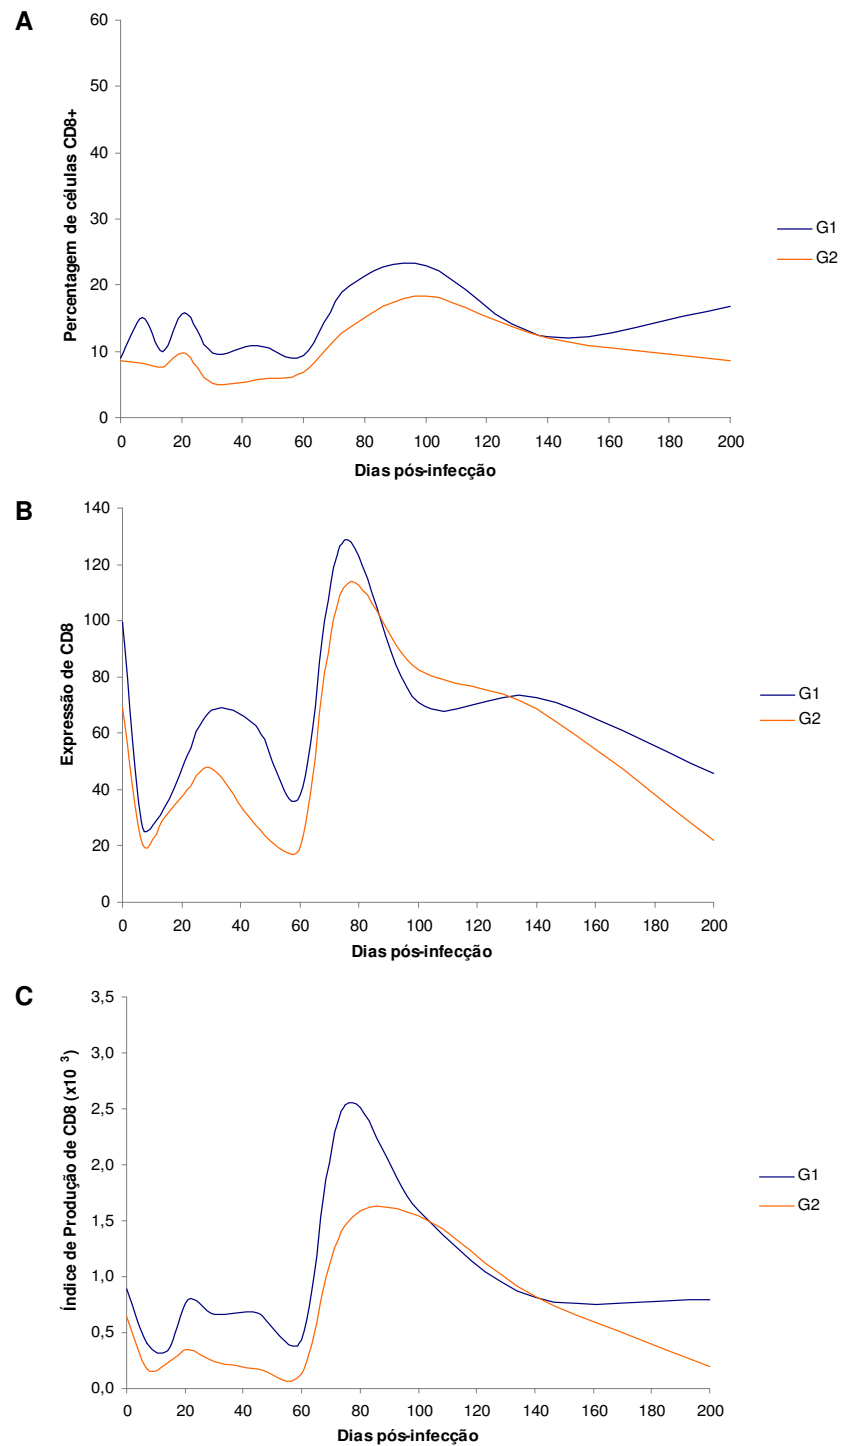 A
60
50
40
30
20
10
0
Percentagem de células CD8+
0 20 40 60 80 100 120 140 160 180 200
Dias pós-infecção
G1
G2
B
140
120
100
80
60
40
20
0
Expressão de CD8
0 20 40 60 80 100 120 140 160 180 200
Dias pós-infecção
G1
G2
C
3,5
3,0
2,5
2,0
1,5
1,0
0,5
0,0
Índice de Produção de CD8 (x10 ³)
0 20 40 60 80 100 120 140 160 180 200
Dias pós-infecção
G1
G2